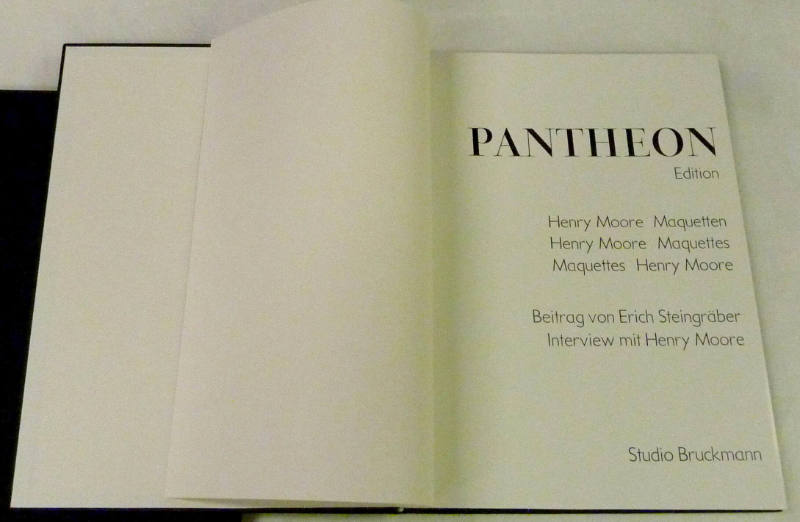 PANTHEON
Edition
Henry Moore Maquetten
Henry Moore Maquettes
Maquettes Henry Moore
Beitrag von Erich Steingräber
Interview mit Henry Moore
Studio Bruckmann